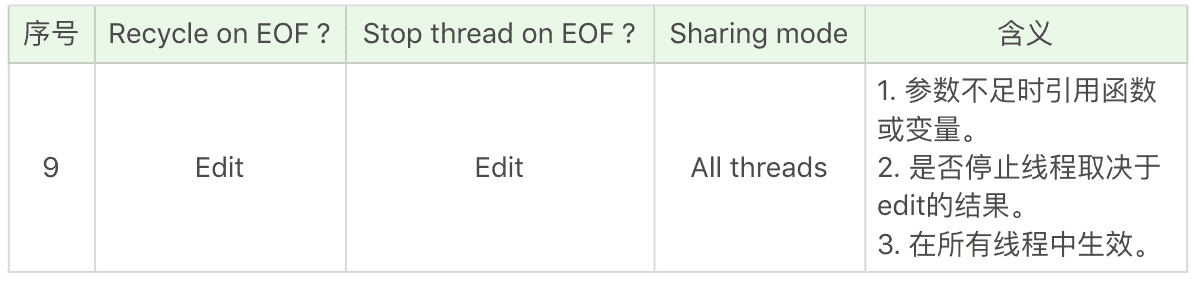 序号 Recycle on EOF ? Stop thread on EOF ? Sharing mode 含义
9 Edit Edit All threads
1. 参数不足时引用函数
或变量。
2. 是否停止线程取决于
edit的结果。
3. 在所有线程中生效。